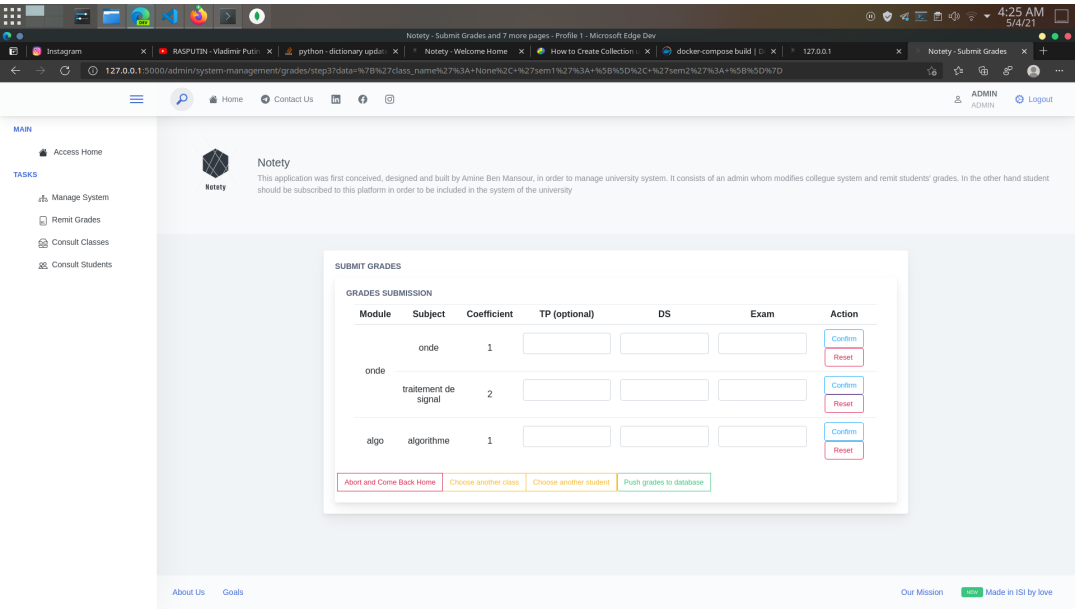 4:25 AM
5/4/21
Notety - Submit Grades and 7 more pages - Profile 1 - Microsoft Edge Dev
Instagram
RASPUTIN - Vladimir Putin
python - dictionary update
Notety - Welcome Home
How to Create Collection
docker-compose build |
127.0.0.1
Notety - Submit Grades
127.0.0.1:5000/admin/system-management/grades/step3?data=%7B%27class_name%27%3A+None%2C+%27sem1%27%3A+%5B%5D%2C+%27sem2%27%3A+%5B%5D%7D
Home
Contact Us
ADMIN
ADMIN
Logout
MAIN
Access Home
TASKS
Manage System
Remit Grades
Consult Classes
Consult Students
Notety
Notety
This application was first conceived, designed and built by Amine Ben Mansour, in order to manage university system. It consists of an admin whom modifies collegue system and remit students' grades. In the other hand student
should be subscribed to this platform in order to be included in the system of the university
SUBMIT GRADES
GRADES SUBMISSION
Module Subject Coefficient TP (optional) DS Exam Action
onde onde 1 Confirm
Reset
traitement de
signal 2 Confirm
Reset
algo algorithme 1 Confirm
Reset
Abort and Come Back Home Choose another class Choose another student Push grades to database
About Us Goals
Our Mission NEW Made in ISI by love